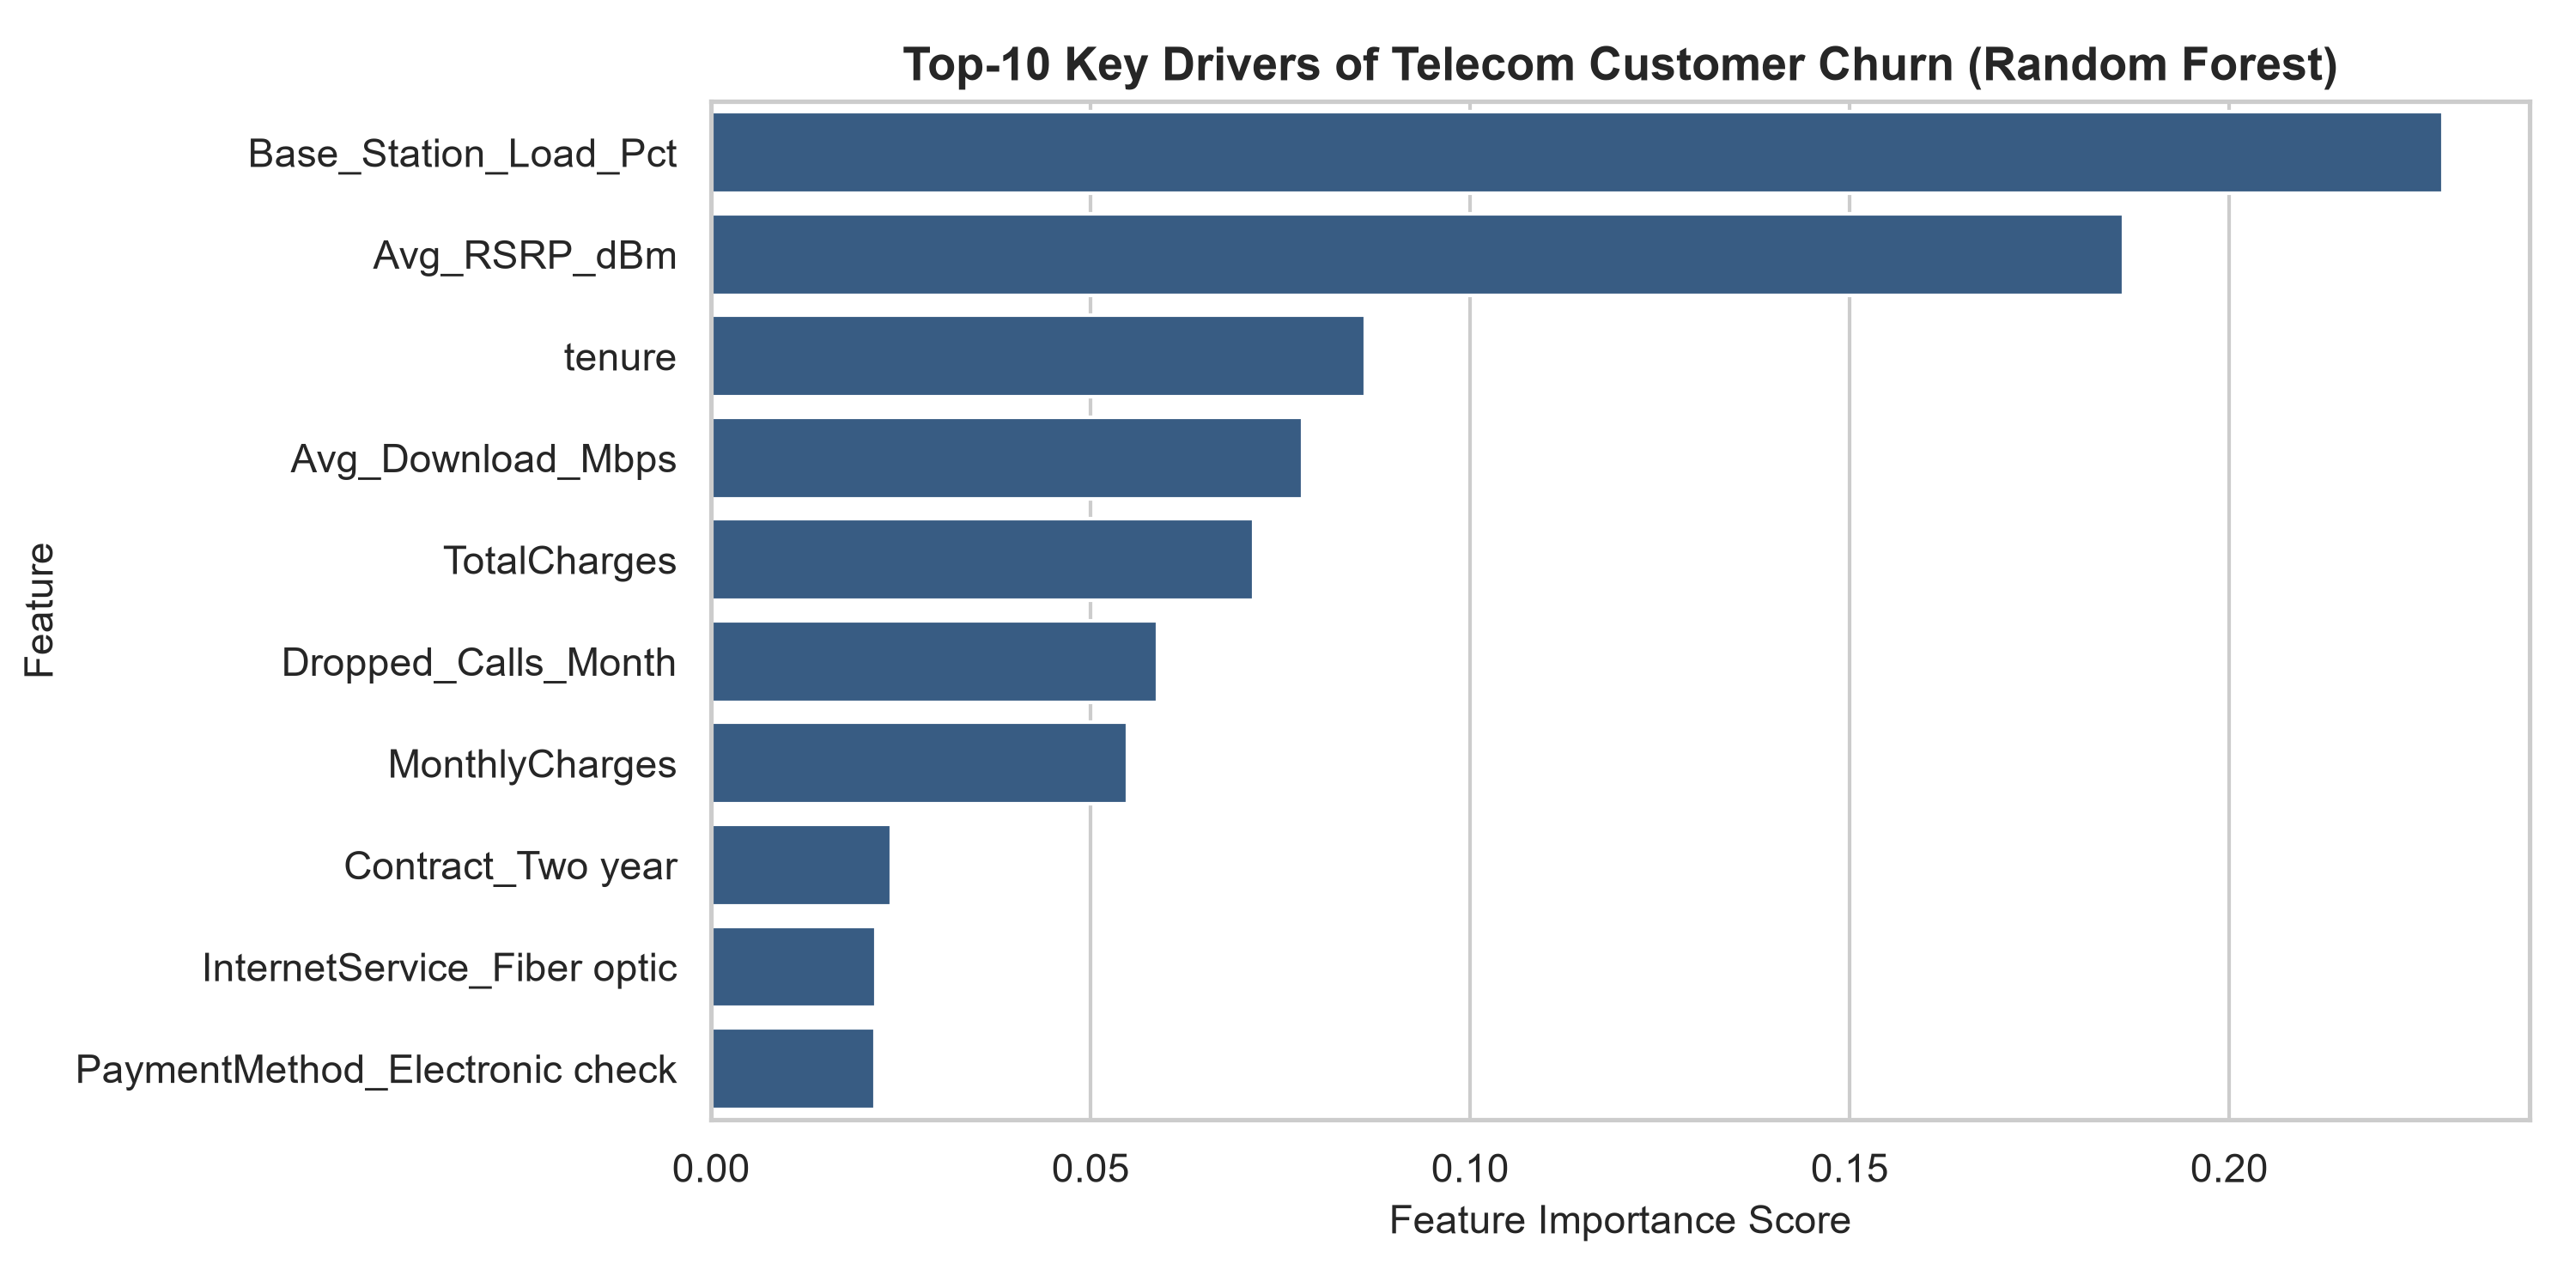 Top-10 Key Drivers of Telecom Customer Churn (Random Forest)
Feature
Base_Station_Load_Pct
Avg_RSRP_dBm
tenure
Avg_Download_Mbps
TotalCharges
Dropped_Calls_Month
MonthlyCharges
Contract_Two year
InternetService_Fiber optic
PaymentMethod_Electronic check
0.00 0.05 0.10 0.15 0.20
Feature Importance Score